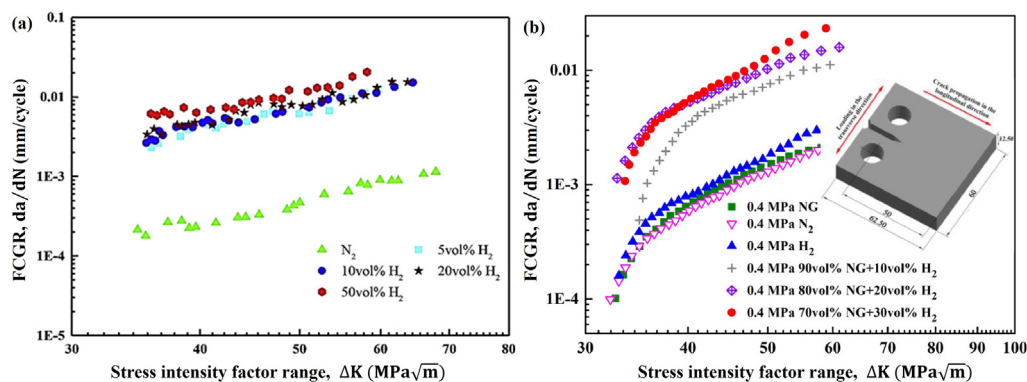 (a)
0.1
0.01
1E-3
1E-4
1E-5
30
40
50
60
70
80
FCGR, da/dN (mm/cycle)
Stress intensity factor range, ΔK (MPa√m)
N₂
5vol% H₂
10vol% H₂
20vol% H₂
50vol% H₂
(b)
0.01
1E-3
1E-4
30
40
50
60
70
80
90
100
FCGR, da/dN (mm/cycle)
Stress intensity factor range, ΔK (MPa√m)
0.4 MPa NG
0.4 MPa N₂
0.4 MPa H₂
0.4 MPa 90vol% NG+10vol% H₂
0.4 MPa 80vol% NG+20vol% H₂
0.4 MPa 70vol% NG+30vol% H₂
Loading in the
transverse direction
Crack propagation in the
longitudinal direction
12.50
60
50
62.50